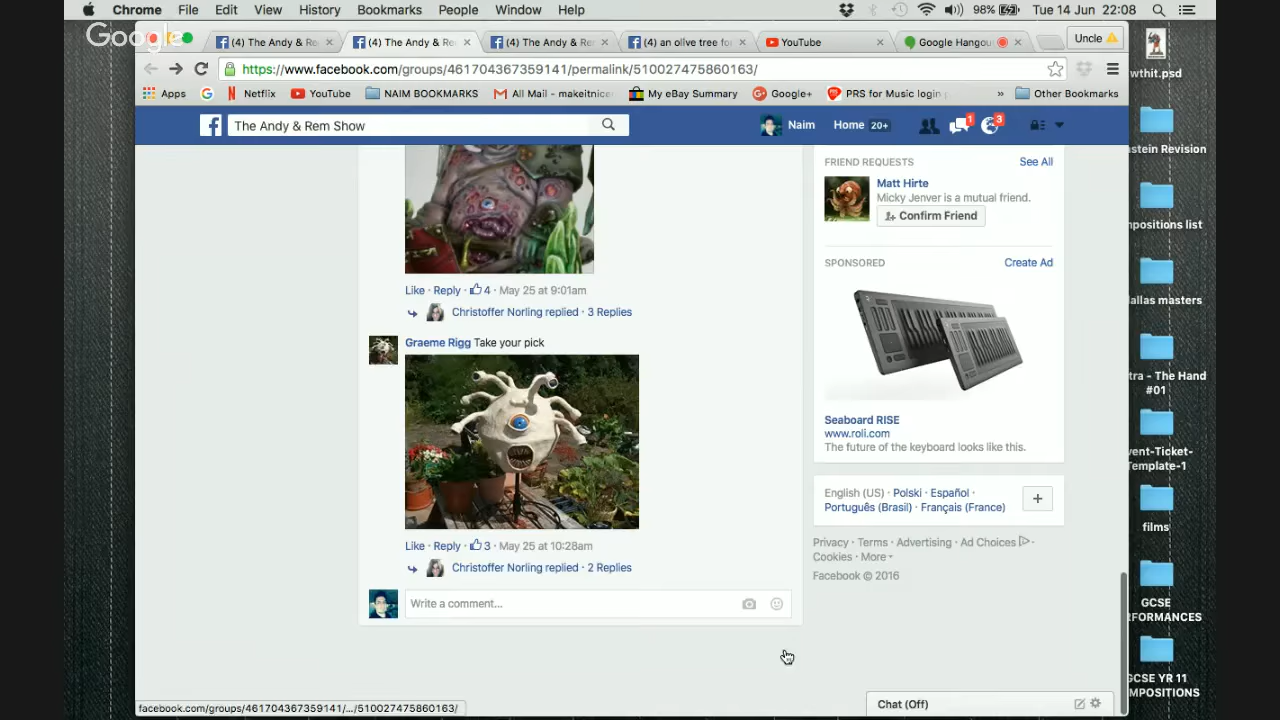 Chrome File Edit View History Bookmarks People Window Help 98% Tue 14 Jun 22:08
Google
(4) The Andy & Re (4) The Andy & Re (4) The Andy & Re (4) an olive tree fo YouTube Google Hangou Uncle
https://www.facebook.com/groups/461704367359141/permalink/510027475860163/
Apps Netflix YouTube NAIM BOOKMARKS All Mail - makeitnice My eBay Summary Google+ PRS for Music login » Other Bookmarks
The Andy & Rem Show Naim Home 20+ 1 3
FRIEND REQUESTS See All
Matt Hirte
Micky Jenver is a mutual friend.
Confirm Friend
SPONSORED Create Ad
Like · Reply · 4 · May 25 at 9:01am
Christoffer Norling replied · 3 Replies
Graeme Rigg Take your pick
Seaboard RISE
www.roli.com
The future of the keyboard looks like this.
English (US) · Polski · Español ·
Português (Brasil) · Français (France)
+
Like · Reply · 3 · May 25 at 10:28am
Privacy · Terms · Advertising · Ad Choices ·
Cookies · More
Christoffer Norling replied · 2 Replies
Facebook © 2016
Write a comment...
Chat (Off)
facebook.com/groups/461704367359141/.../510027475860163/
wthit.psd
nstein Revision
npositions list
allas masters
tra - The Hand
#01
vent-Ticket-
Template-1
films
GCSE
RFORMANCES
GCSE YR 11
MPOSITIONS